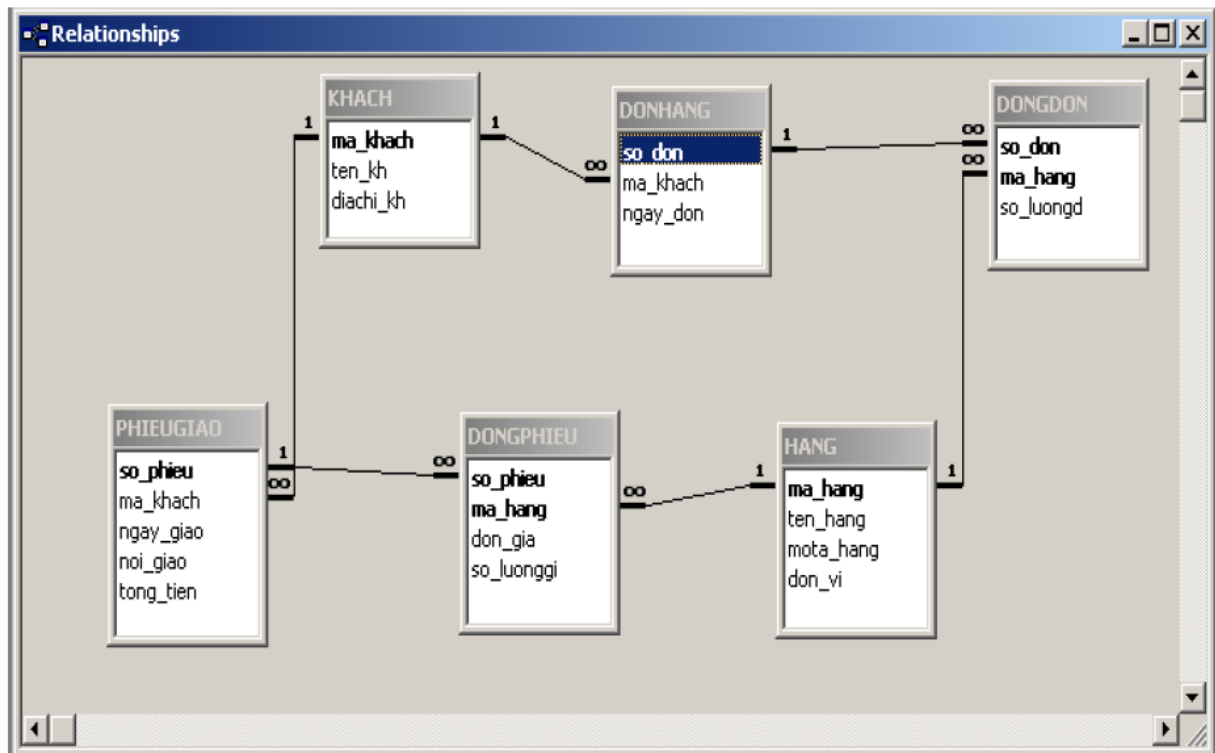 Relationships
KHACH
ma_khach
ten_kh
diachi_kh
DONHANG
so_don
ma_khach
ngay_don
DONGDON
so_don
ma_hang
so_luongd
1
1
∞
1
∞
∞
PHIEUGIAO
so_phieu
ma_khach
ngay_giao
noi_giao
tong_tien
DONGPHIEU
so_phieu
ma_hang
don_gia
so_luonggi
HANG
ma_hang
ten_hang
mota_hang
don_vi
1
∞
∞
∞
1
1